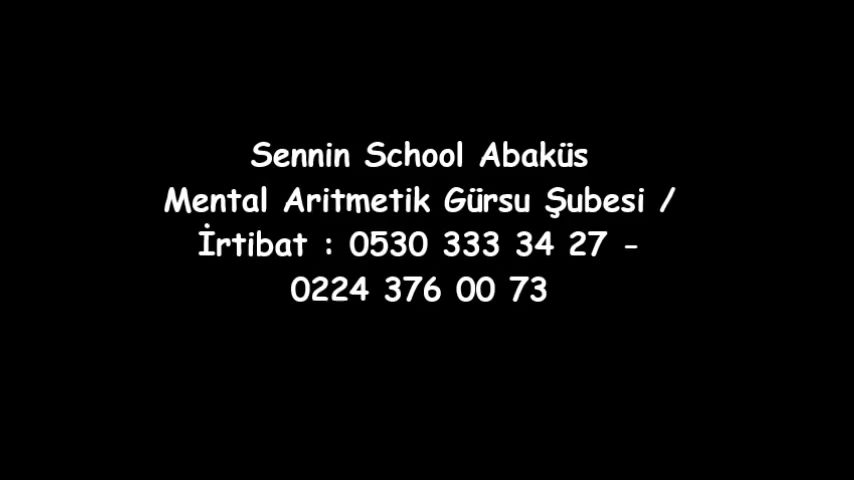 Sennin School Abaküs
Mental Aritmetik Gürsu Şubesi /
İrtibat : 0530 333 34 27 -
0224 376 00 73